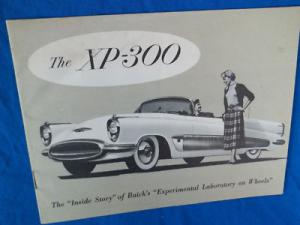 The XP-300
The "Inside Story" of Buick's "Experimental Laboratory on Wheels"